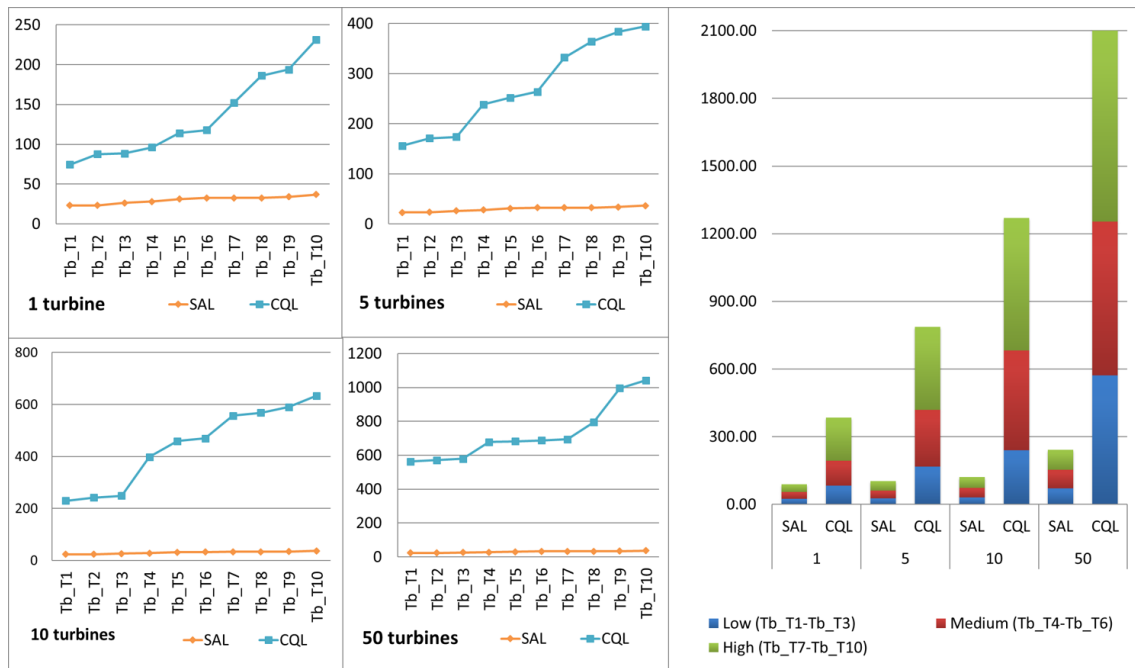 250
200
150
100
50
0
Tb_T1
Tb_T2
Tb_T3
Tb_T4
Tb_T5
Tb_T6
Tb_T7
Tb_T8
Tb_T9
Tb_T10
1 turbine
SAL
CQL
400
300
200
100
0
Tb_T1
Tb_T2
Tb_T3
Tb_T4
Tb_T5
Tb_T6
Tb_T7
Tb_T8
Tb_T9
Tb_T10
5 turbines
SAL
CQL
800
600
400
200
0
Tb_T1
Tb_T2
Tb_T3
Tb_T4
Tb_T5
Tb_T6
Tb_T7
Tb_T8
Tb_T9
Tb_T10
10 turbines
SAL
CQL
1200
1000
800
600
400
200
0
Tb_T1
Tb_T2
Tb_T3
Tb_T4
Tb_T5
Tb_T6
Tb_T7
Tb_T8
Tb_T9
Tb_T10
50 turbines
SAL
CQL
2100.00
1800.00
1500.00
1200.00
900.00
600.00
300.00
0.00
SAL CQL SAL CQL SAL CQL SAL CQL
1 5 10 50
Low (Tb_T1-Tb_T3)
Medium (Tb_T4-Tb_T6)
High (Tb_T7-Tb_T10)